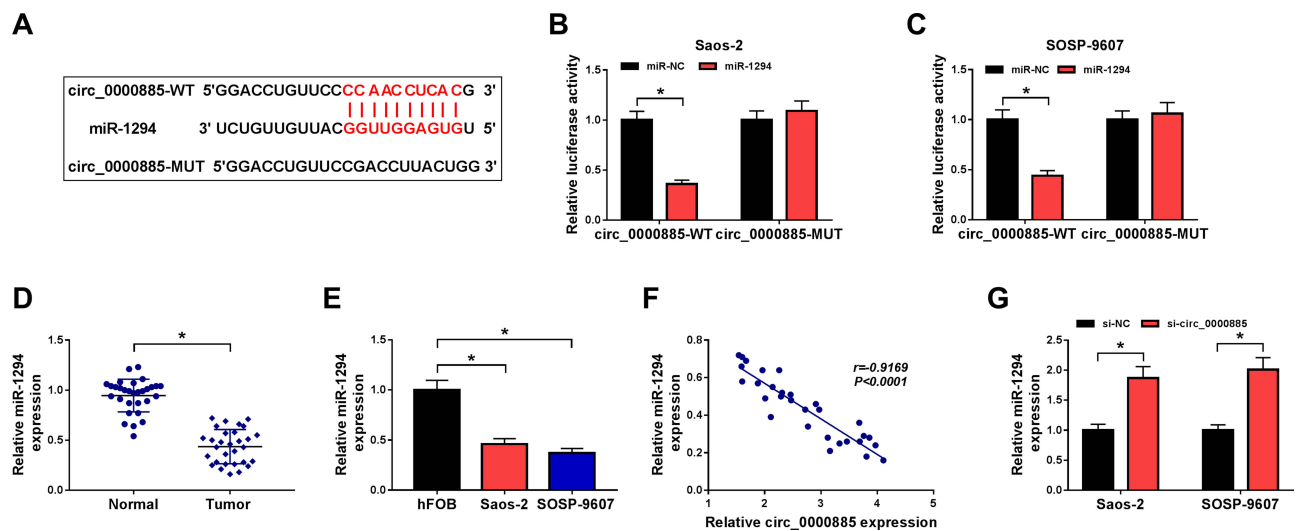 A
circ_0000885-WT 5'GGACCUGUUCCCCAACCUCACG 3'
miR-1294 3' UCUGUUGUUACGGUUGGAGUGU 5'
circ_0000885-MUT 5'GGACCUGUUCCGACCUUACUGG 3'
B
Saos-2
miR-NC miR-1294
Relative luciferase activity
1.5
1.0
0.5
0.0
*
circ_0000885-WT circ_0000885-MUT
C
SOSP-9607
miR-NC miR-1294
Relative luciferase activity
1.5
1.0
0.5
0.0
*
circ_0000885-WT circ_0000885-MUT
D
Relative miR-1294
expression
1.5
1.0
0.5
0.0
*
Normal Tumor
E
Relative miR-1294
expression
1.5
1.0
0.5
0.0
*
*
hFOB Saos-2 SOSP-9607
F
Relative miR-1294
expression
0.8
0.6
0.4
0.2
0.0
r=-0.9169
P<0.0001
1 2 3 4 5
Relative circ_0000885 expression
G
si-NC si-circ_0000885
Relative miR-1294
expression
2.5
2.0
1.5
1.0
0.5
0.0
*
*
Saos-2 SOSP-9607